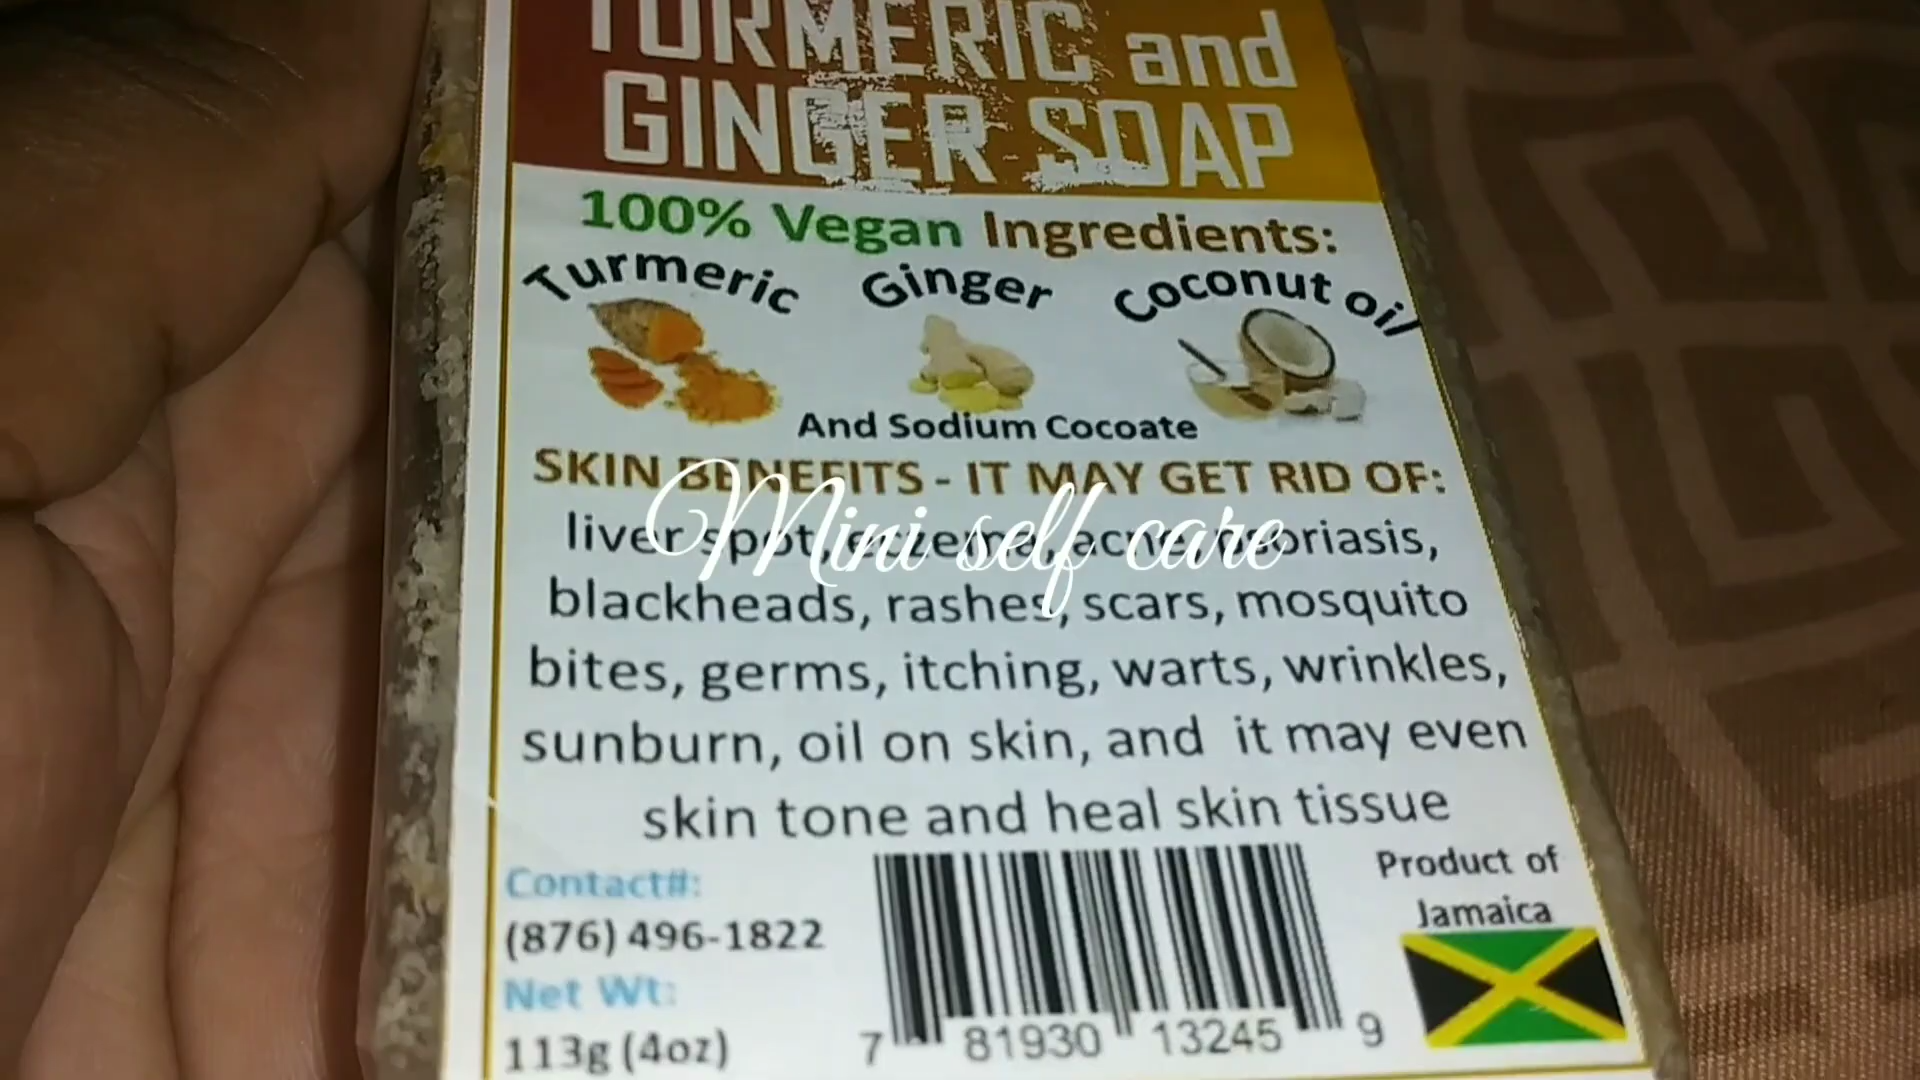 TURMERIC and
GINGER SOAP
100% Vegan Ingredients:
Turmeric Ginger Coconut oil
And Sodium Cocoate
SKIN BENEFITS - IT MAY GET RID OF:
liver spot, eczema, acne, psoriasis,
Mini self care
blackheads, rashes, scars, mosquito
bites, germs, itching, warts, wrinkles,
sunburn, oil on skin, and it may even
skin tone and heal skin tissue
Contact#:
(876) 496-1822
Net Wt:
113g (4oz)
7 81930 13245 9
Product of
Jamaica